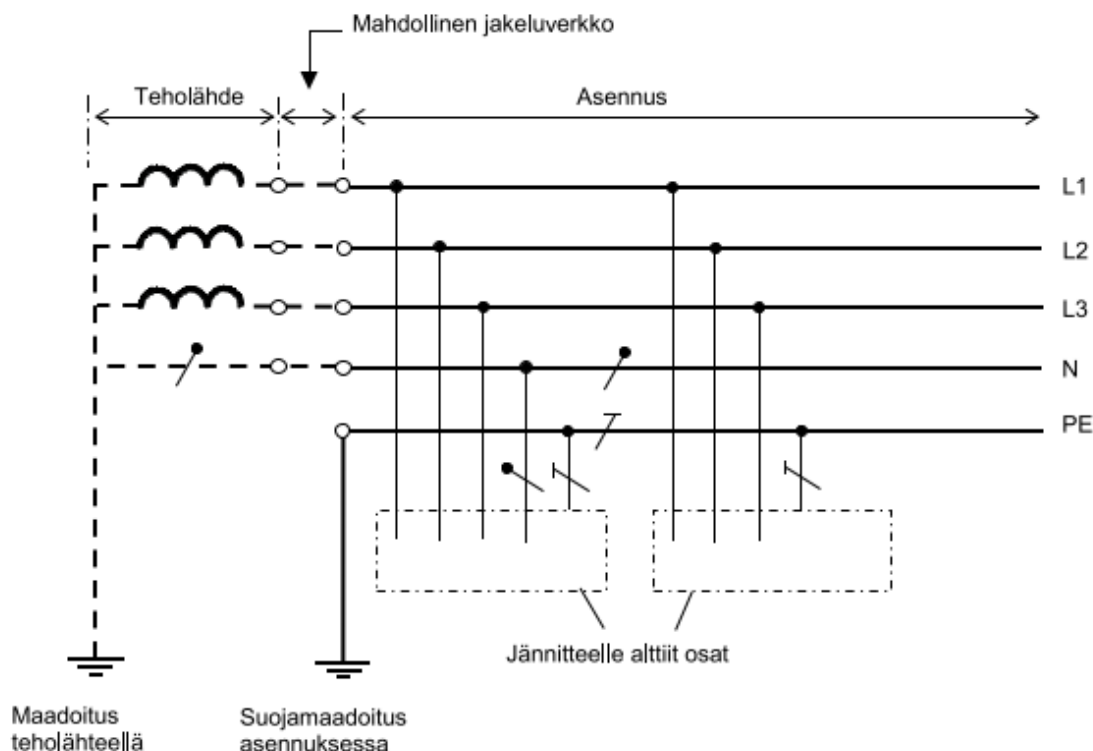 Mahdollinen jakeluverkko
Teholähde
Asennus
L1
L2
L3
N
PE
Jännitteelle alttiit osat
Maadoitus
teholähteellä
Suojamaadoitus
asennuksessa